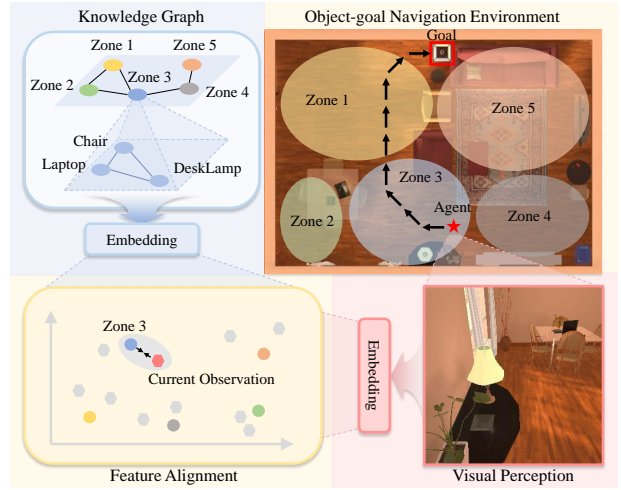 Knowledge Graph
Zone 1
Zone 5
Zone 2
Zone 3
Zone 4
Chair
Laptop
DeskLamp
Embedding
Object-goal Navigation Environment
Goal
Zone 1
Zone 5
Zone 3
Zone 2
Agent
Zone 4
Zone 3
Current Observation
Feature Alignment
Embedding
Visual Perception